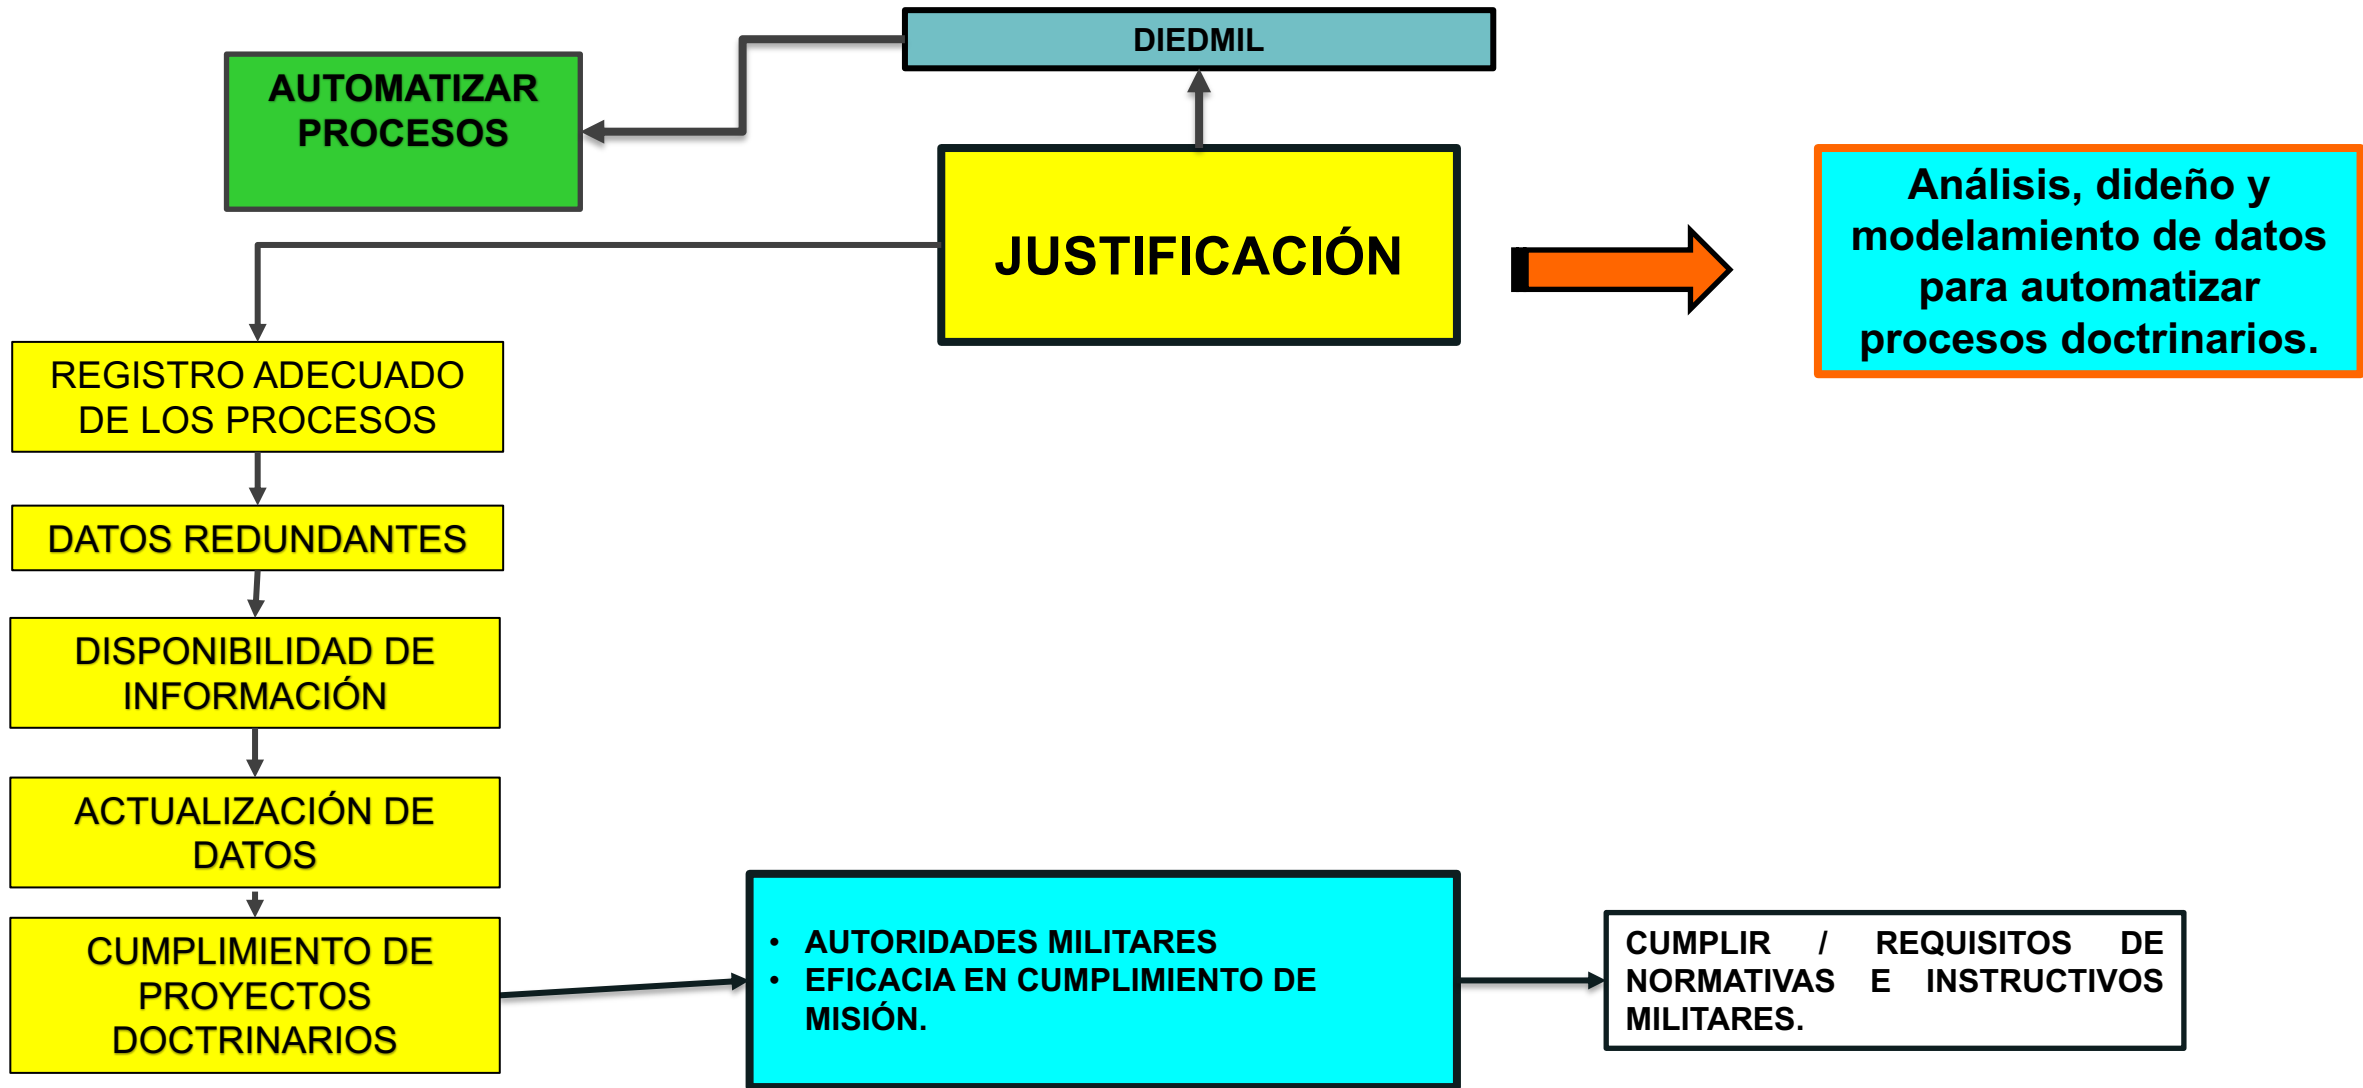 DIEDMIL
AUTOMATIZAR
PROCESOS
JUSTIFICACIÓN
Análisis, dideño y
modelamiento de datos
para automatizar
procesos doctrinarios.
REGISTRO ADECUADO
DE LOS PROCESOS
DATOS REDUNDANTES
DISPONIBILIDAD DE
INFORMACIÓN
ACTUALIZACIÓN DE
DATOS
CUMPLIMIENTO DE
PROYECTOS
DOCTRINARIOS
• AUTORIDADES MILITARES
• EFICACIA EN CUMPLIMIENTO DE
MISIÓN.
CUMPLIR / REQUISITOS DE
NORMATIVAS E INSTRUCTIVOS
MILITARES.